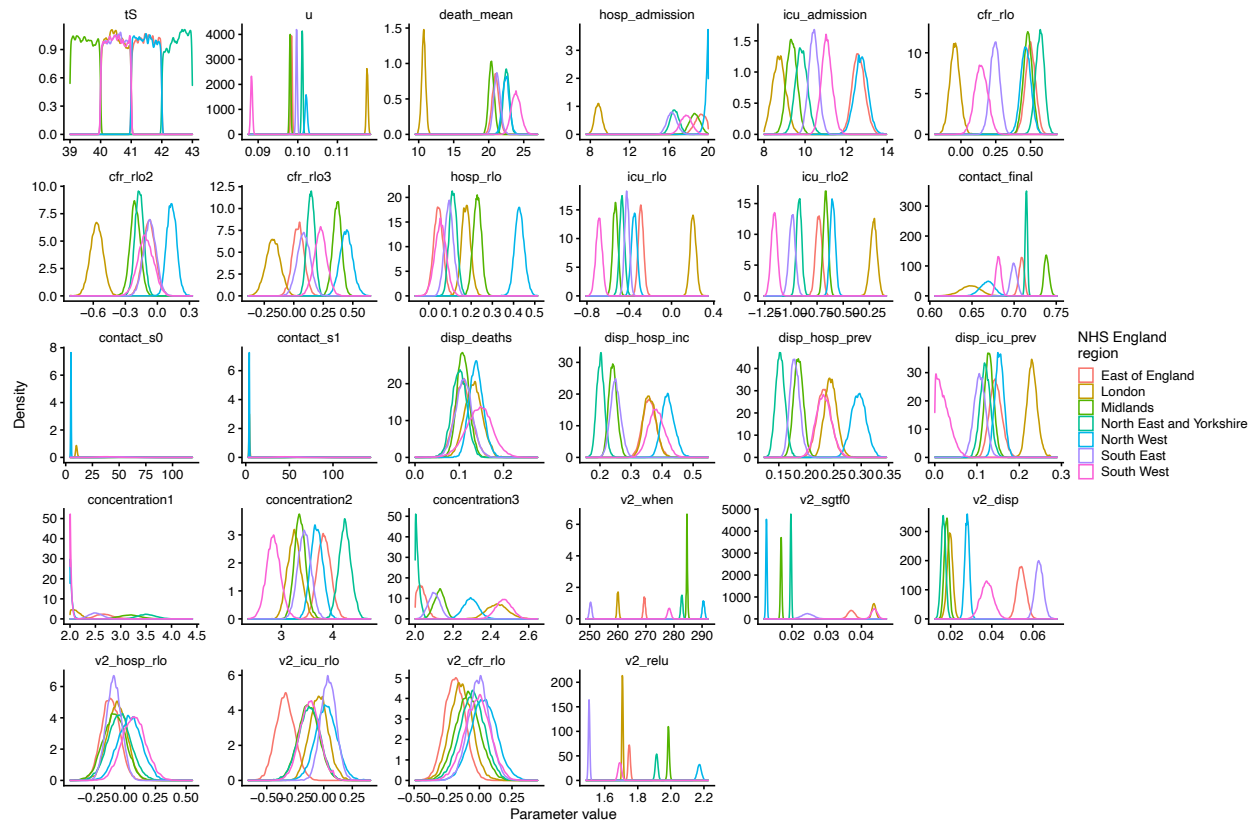 tS
u
death_mean
hosp_admission
icu_admission
cfr_rlo
0.0 0.3 0.6 0.9
39 40 41 42 43
0 1000 2000 3000 4000
0.09 0.10 0.11
0.0 0.5 1.0 1.5
10 15 20 25
0 1 2 3
8 12 16 20
0.0 0.5 1.0 1.5
8 10 12 14
0.0 2.5 5.0 7.5 10.0
0.00 0.25 0.50
cfr_rlo2
cfr_rlo3
hosp_rlo
icu_rlo
icu_rlo2
contact_final
0.0 2.5 5.0 7.5 10.0
−0.6 −0.3 0.0 0.3
0.0 2.5 5.0 7.5 10.0 12.5
−0.25 0.00 0.25 0.50
0 5 10 15 20
0.0 0.1 0.2 0.3 0.4 0.5
0 5 10 15
−0.8 −0.4 0.0 0.4
0 5 10 15
−1.25 −1.00 −0.75 −0.50 −0.25
0 100 200 300
0.60 0.65 0.70 0.75
contact_s0
contact_s1
disp_deaths
disp_hosp_inc
disp_hosp_prev
disp_icu_prev
0 2 4 6 8
0 25 50 75 100
0 2 4 6
0 50 100
0 10 20
0.0 0.1 0.2
0 10 20 30
0.2 0.3 0.4 0.5
0 10 20 30 40 50
0.15 0.20 0.25 0.30 0.35
0 10 20 30
0.0 0.1 0.2 0.3
NHS England
region
East of England
London
Midlands
North East and Yorkshire
North West
South East
South West
Density
concentration1
concentration2
concentration3
v2_when
v2_sgtf0
v2_disp
0 10 20 30 40 50
2.0 2.5 3.0 3.5 4.0 4.5
0 1 2 3
3 4
0 10 20 30 40 50
2.0 2.2 2.4 2.6
0 2 4 6
250 260 270 280 290
0 1000 2000 3000 4000 5000
0.02 0.03 0.04
0 100 200 300
0.02 0.04 0.06
v2_hosp_rlo
v2_icu_rlo
v2_cfr_rlo
v2_relu
0 2 4 6
−0.25 0.00 0.25 0.50
0 2 4 6
−0.50 −0.25 0.00 0.25
0 1 2 3 4 5
−0.50 −0.25 0.00 0.25
0 50 100 150 200
1.6 1.8 2.0 2.2
Parameter value